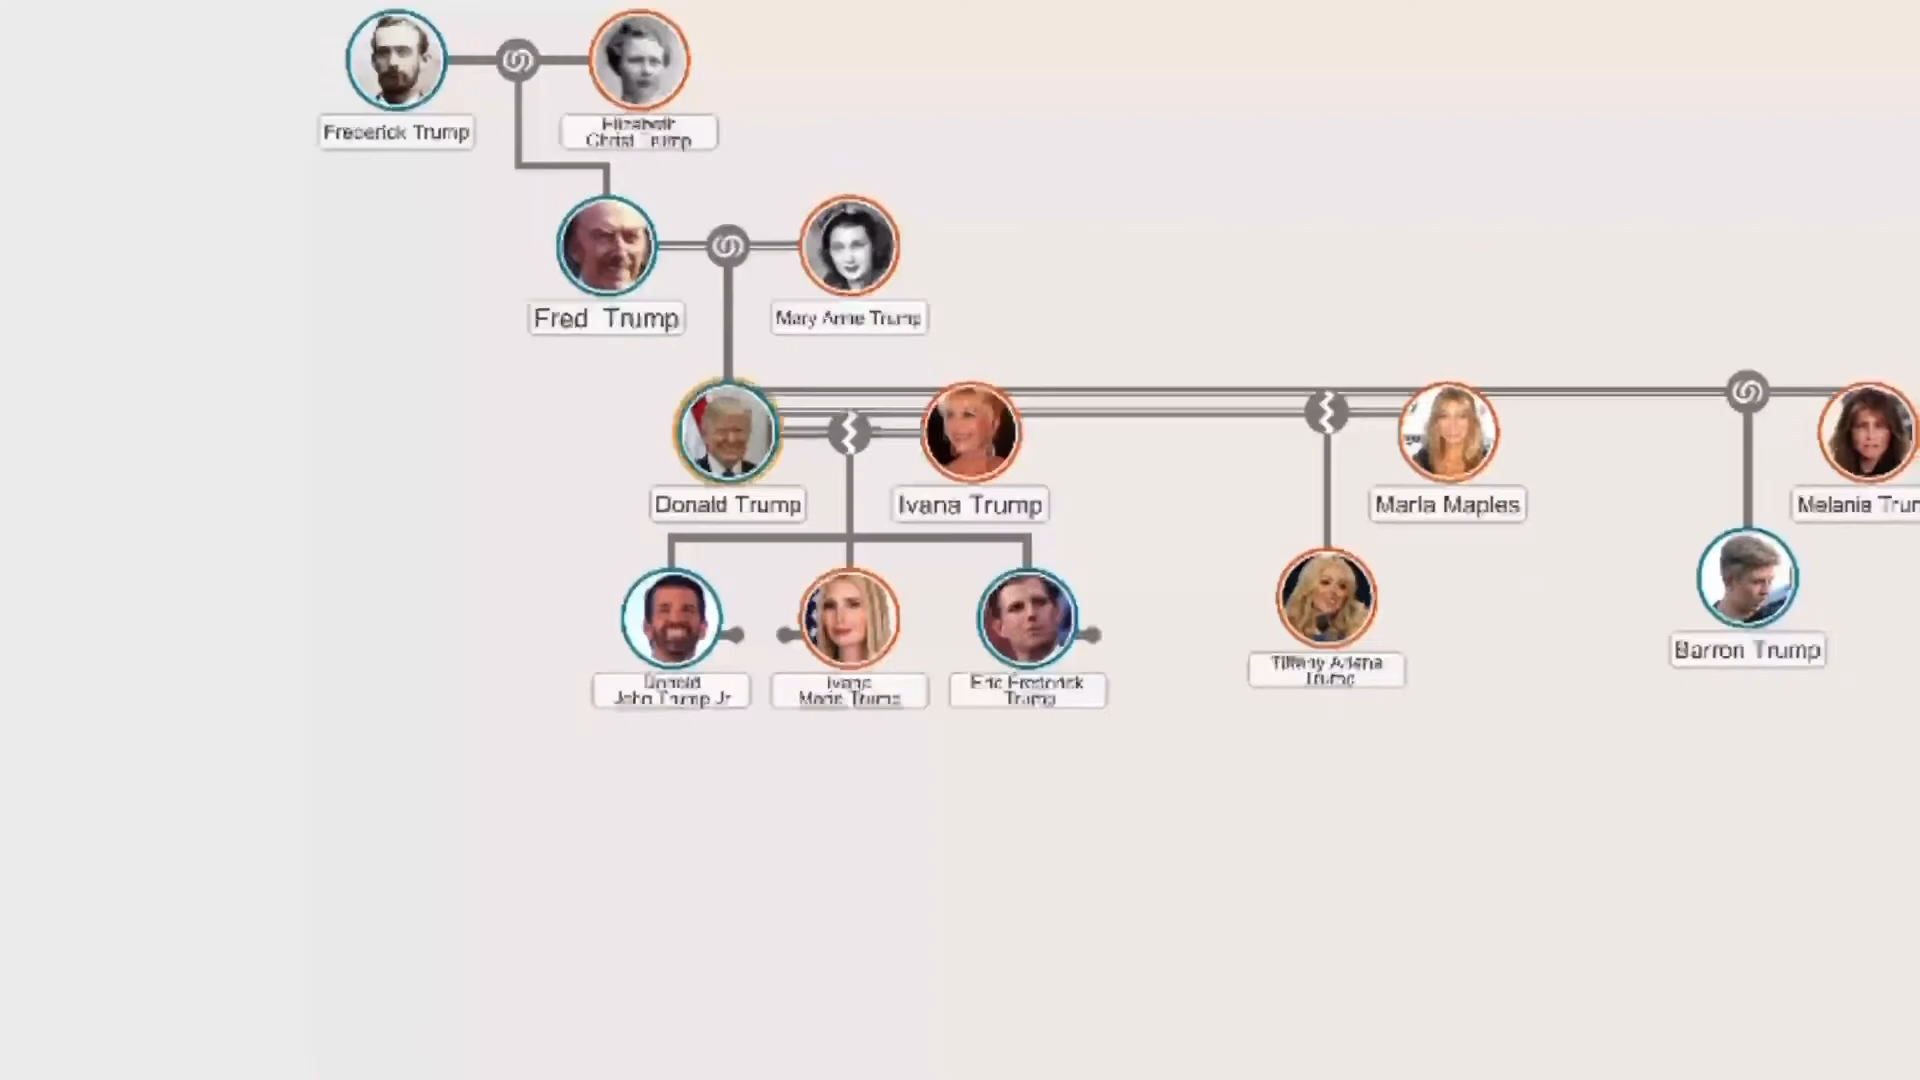 Frederick Trump
Elizabeth
Christ Trump
Fred Trump
Mary Anne Trump
Donald Trump
Ivana Trump
Marla Maples
Melania Trum
Donald
John Trump Jr
Ivana
Marie Trump
Eric Frederick
Trump
Tiffany Ariana
Trump
Barron Trump